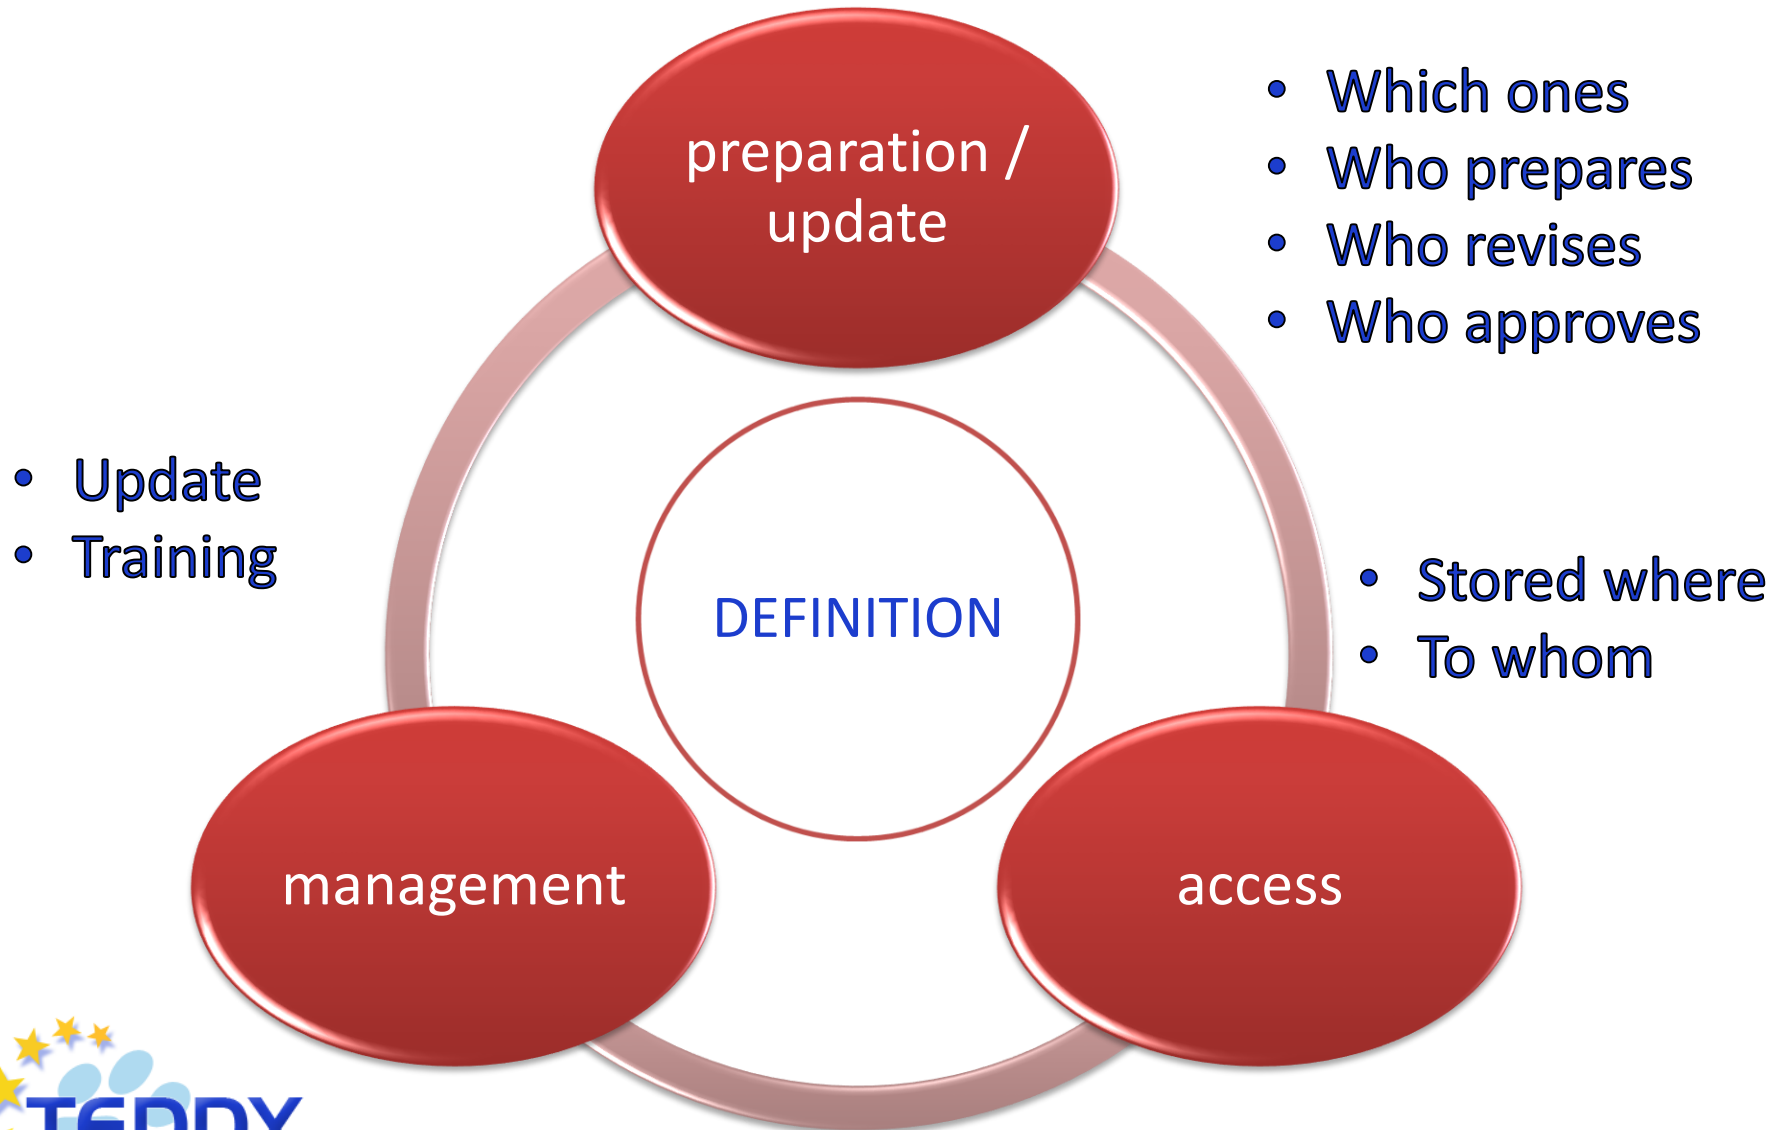 preparation /
update
• Which ones
• Who prepares
• Who revises
• Who approves
• Update
• Training
DEFINITION
• Stored where
• To whom
management
access
TEDDY